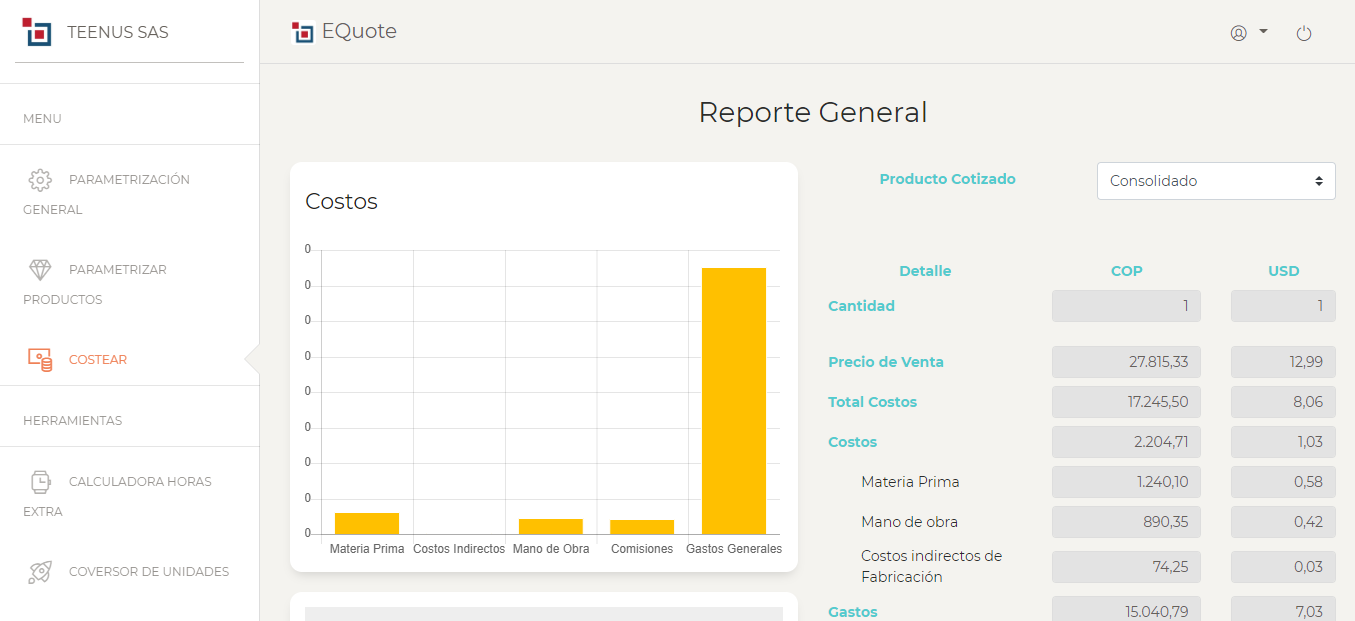 TEENUS SAS
EQuote
MENU
PARAMETRIZACIÓN
GENERAL
PARAMETRIZAR
PRODUCTOS
COSTEAR
HERRAMIENTAS
CALCULADORA HORAS
EXTRA
COVERSOR DE UNIDADES
Reporte General
Costos
0
0
0
0
0
0
0
0
0
Materia Prima Costos Indirectos Mano de Obra Comisiones Gastos Generales
Producto Cotizado Consolidado
Detalle COP USD
Cantidad 1 1
Precio de Venta 27.815,33 12,99
Total Costos 17.245,50 8,06
Costos 2.204,71 1,03
Materia Prima 1.240,10 0,58
Mano de obra 890,35 0,42
Costos indirectos de
Fabricación 74,25 0,03
Gastos 15.040,79 7,03